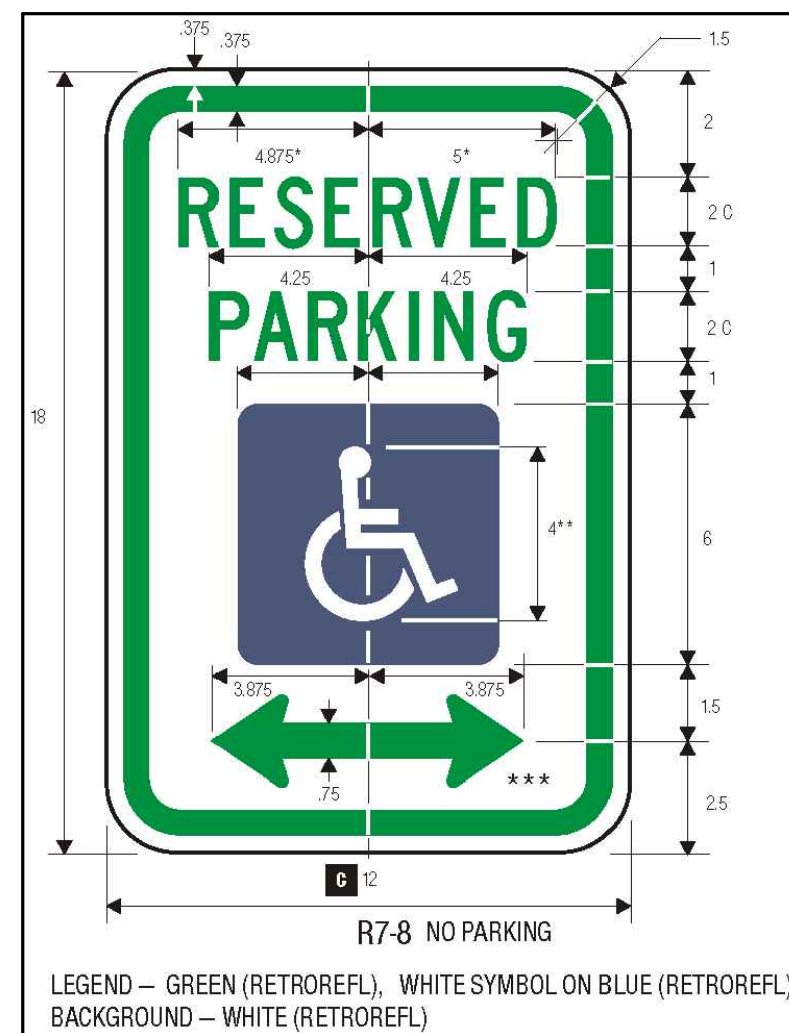 .375
.375
1.5
2
4.875*
5*
RESERVED
2 C
4.25
4.25
1
PARKING
2 C
1
18
4**
6
3.875
3.875
1.5
.75
***
2.5
C 12
R7-8 NO PARKING
LEGEND – GREEN (RETROREFL), WHITE SYMBOL ON BLUE (RETROREFL)
BACKGROUND – WHITE (RETROREFL)